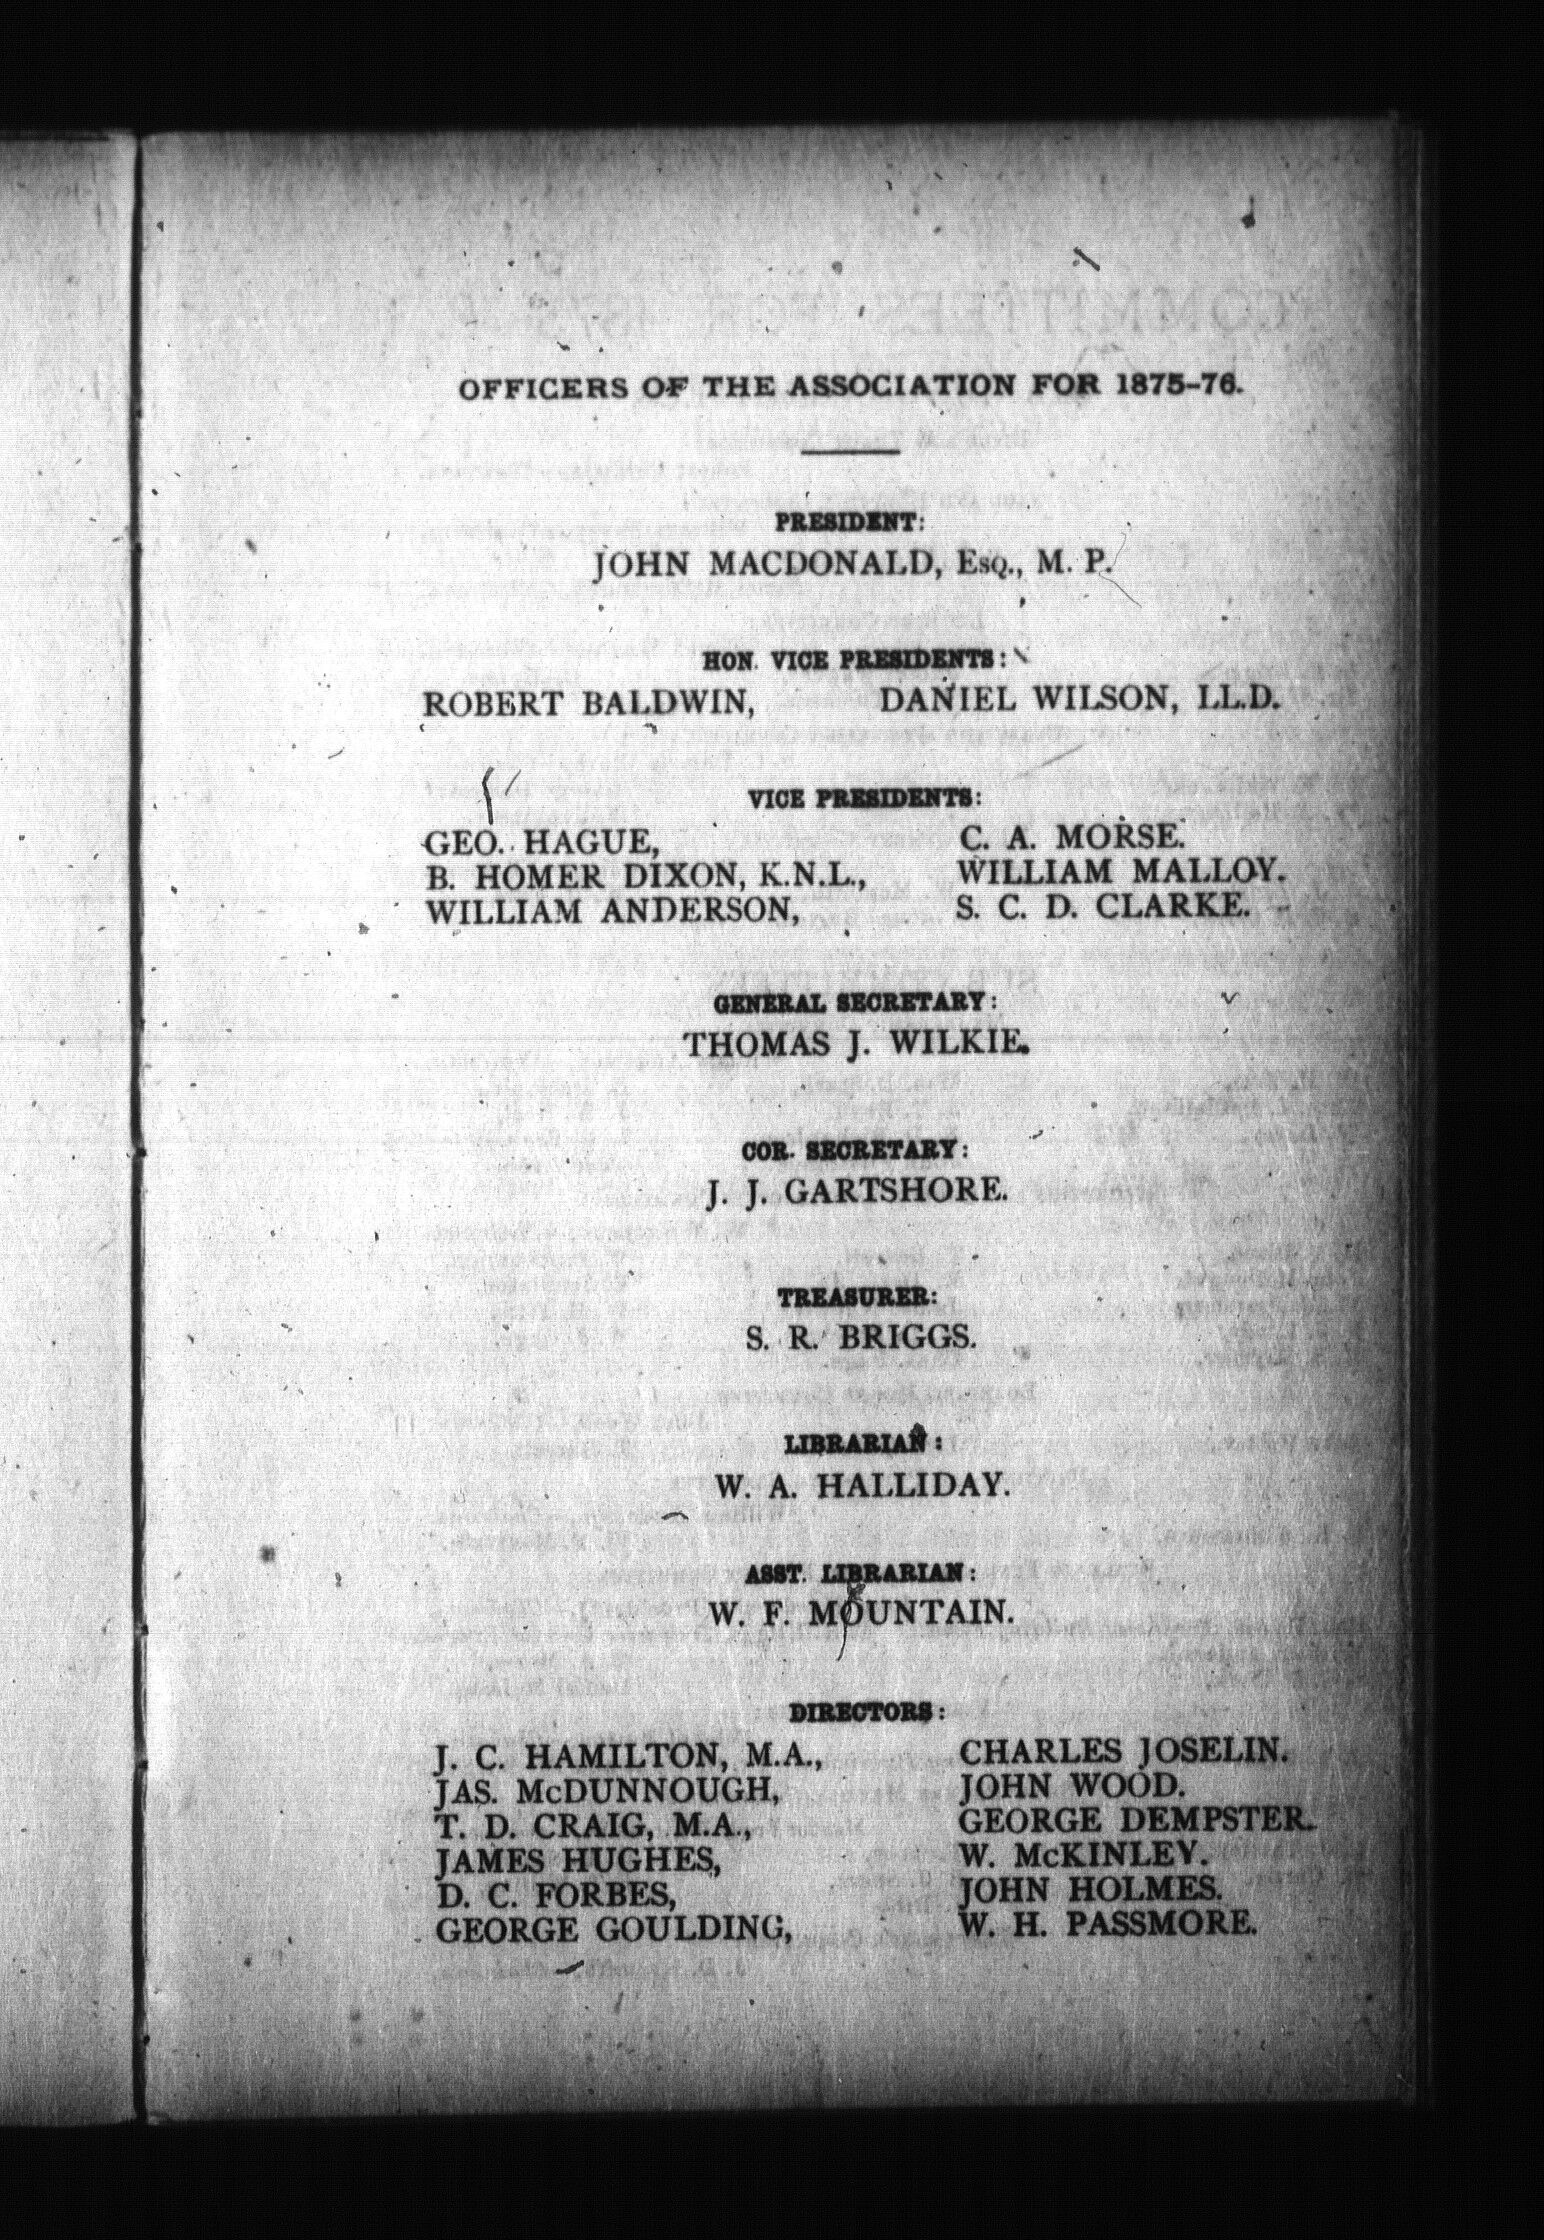 OFFICERS OF THE ASSOCIATION FOR 1875-76.
PRESIDENT:
JOHN MACDONALD, ESQ., M. P.
HON. VICE PRESIDENTS:
ROBERT BALDWIN, DANIEL WILSON, LL.D.
VICE PRESIDENTS:
GEO. HAGUE, C. A. MORSE.
B. HOMER DIXON, K.N.L., WILLIAM MALLOY.
WILLIAM ANDERSON, S. C. D. CLARKE.
GENERAL SECRETARY:
THOMAS J. WILKIE.
COR. SECRETARY:
J. J. GARTSHORE.
TREASURER:
S. R. BRIGGS.
LIBRARIAN:
W. A. HALLIDAY.
ASST. LIBRARIAN:
W. F. MOUNTAIN.
DIRECTORS:
J. C. HAMILTON, M.A., CHARLES JOSELIN.
JAS. McDUNNOUGH, JOHN WOOD.
T. D. CRAIG, M.A., GEORGE DEMPSTER.
JAMES HUGHES, W. McKINLEY.
D. C. FORBES, JOHN HOLMES.
GEORGE GOULDING, W. H. PASSMORE.